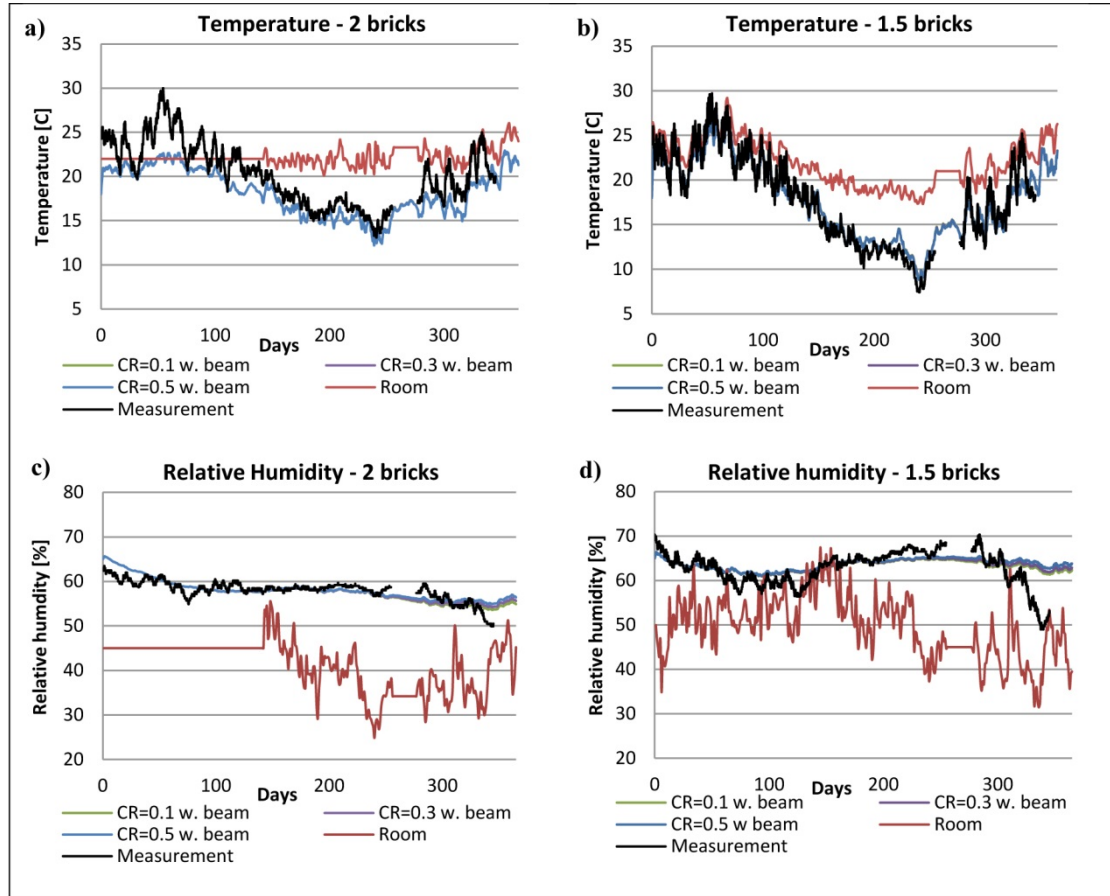 a) Temperature - 2 bricks
35
30
25
20
15
10
5
Temperature [C]
0 100 200 300
Days
CR=0.1 w. beam CR=0.3 w. beam
CR=0.5 w. beam Room
Measurement
b) Temperature - 1.5 bricks
35
30
25
20
15
10
5
Temperature [C]
0 100 200 300
Days
CR=0.1 w. beam CR=0.3 w. beam
CR=0.5 w. beam Room
Measurement
c) Relative Humidity - 2 bricks
80
70
60
50
40
30
20
Relative humidity [%]
0 100 200 300
Days
CR=0.1 w. beam CR=0.3 w. beam
CR=0.5 w beam Room
Measurement
d) Relative humidity - 1.5 bricks
80
70
60
50
40
30
20
Relative humidity [%]
0 100 200 300
Days
CR=0.1 w. beam CR=0.3 w. beam
CR=0.5 w. beam Room
Measurement